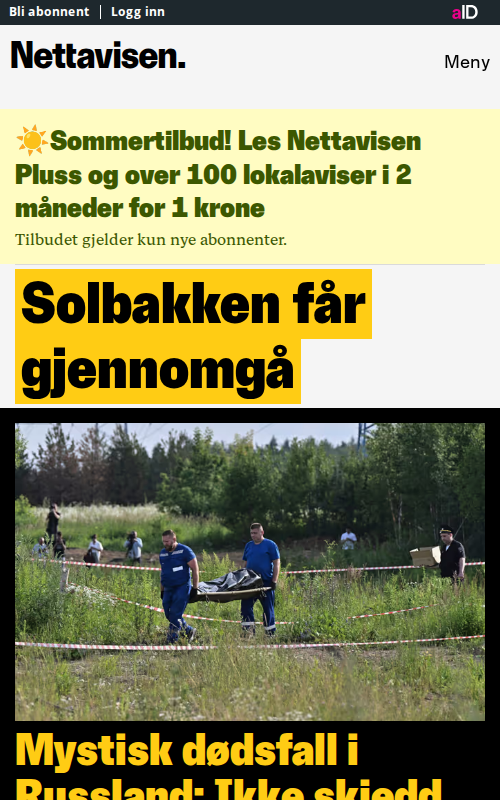 Bli abonnent
Logg inn
aID
Nettavisen.
Meny
Sommertilbud! Les Nettavisen
Pluss og over 100 lokalaviser i 2
måneder for 1 krone
Tilbudet gjelder kun nye abonnenter.
Solbakken får
gjennomgå
Mystisk dødsfall i
Russland: Ikke skjedd